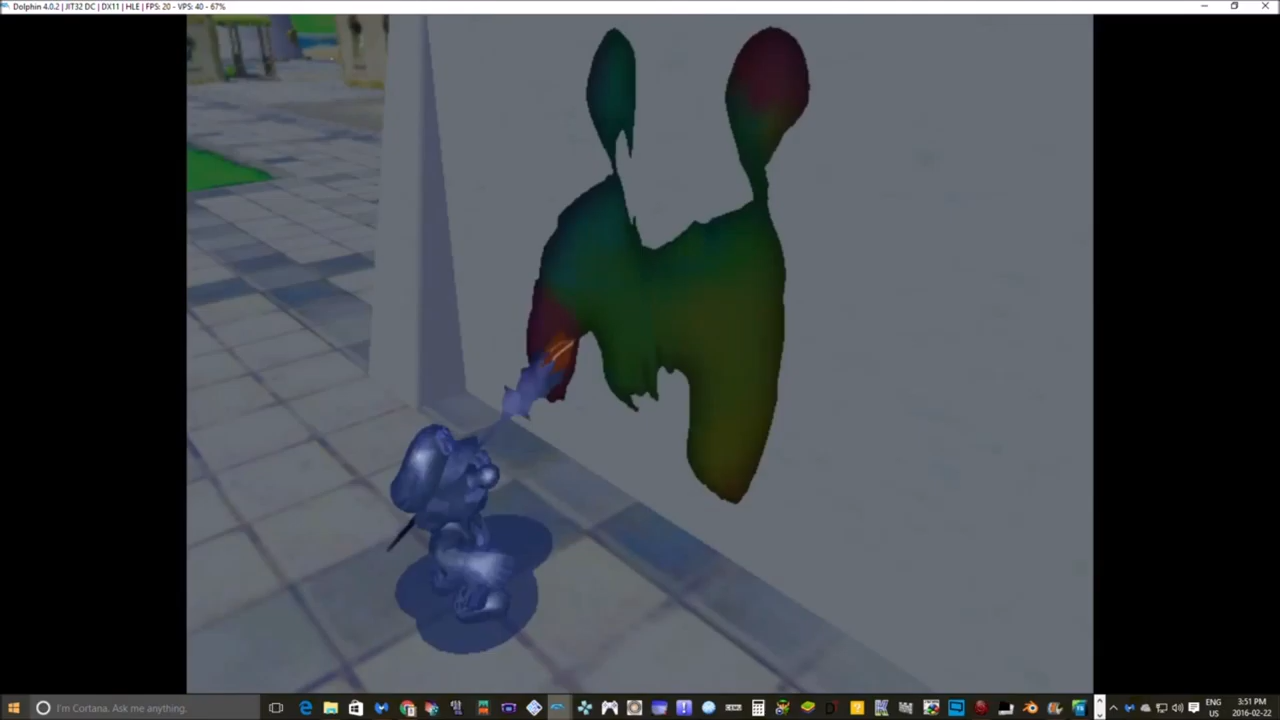 Dolphin 4.0.2 | JIT32 DC | DX11 | HLE | FPS: 20 - VPS: 40 - 67%
I'm Cortana. Ask me anything.
ENG
US
3:51 PM
2016-02-22